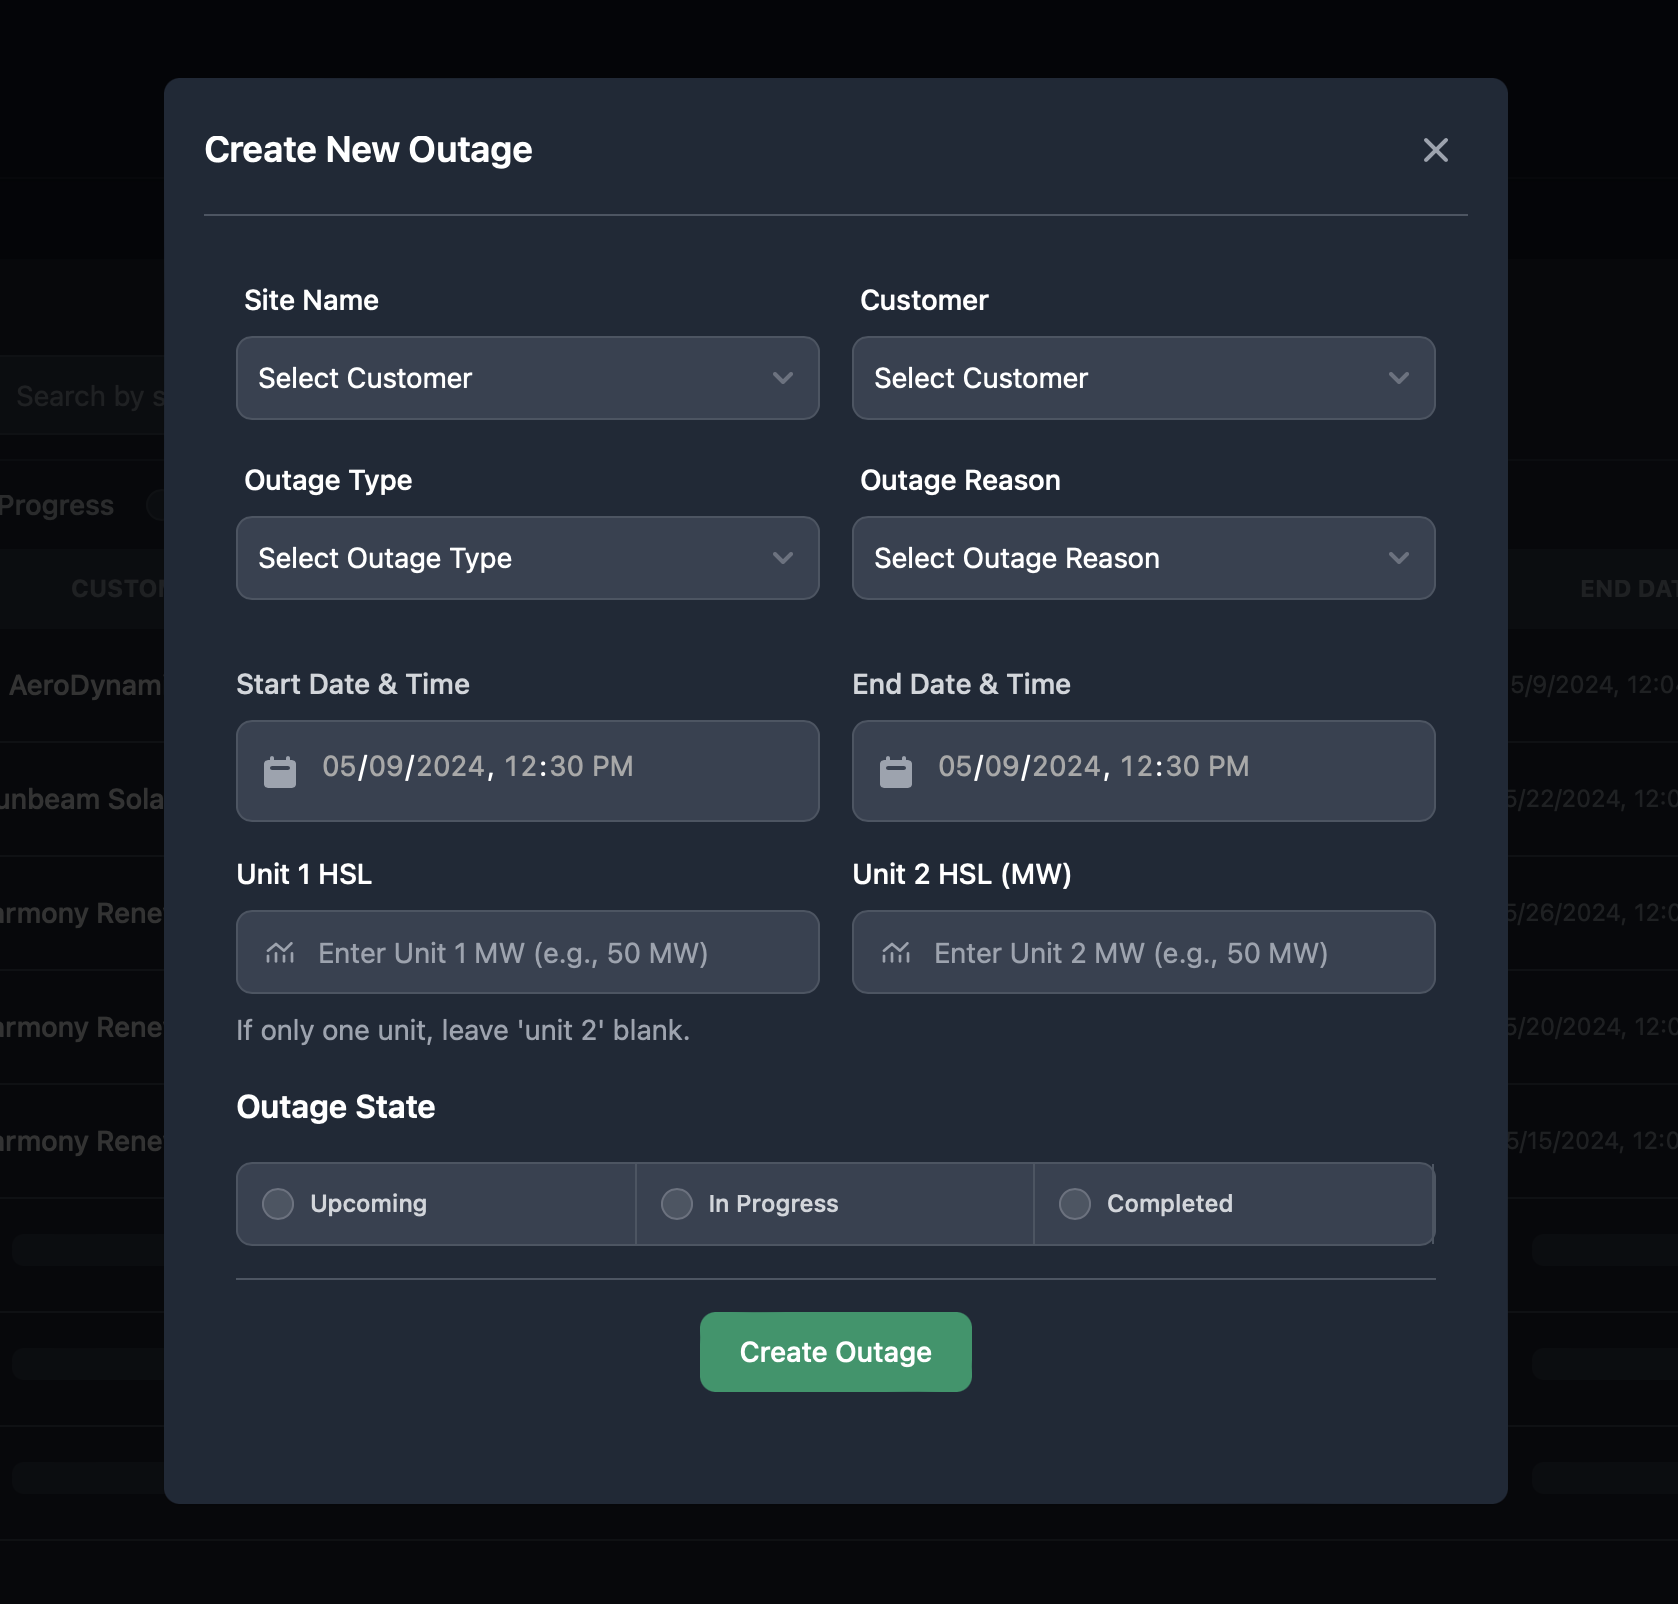 Create New Outage
Site Name
Customer
Select Customer
Select Customer
Outage Type
Outage Reason
Select Outage Type
Select Outage Reason
Start Date & Time
End Date & Time
05/09/2024, 12:30 PM
05/09/2024, 12:30 PM
Unit 1 HSL
Unit 2 HSL (MW)
Enter Unit 1 MW (e.g., 50 MW)
Enter Unit 2 MW (e.g., 50 MW)
If only one unit, leave 'unit 2' blank.
Outage State
Upcoming
In Progress
Completed
Create Outage
Search by s
Progress
CUSTOM
END DAT
AeroDynam
5/9/2024, 12:0
unbeam Sola
5/22/2024, 12:0
armony Rene
5/26/2024, 12:0
armony Rene
5/20/2024, 12:0
armony Rene
5/15/2024, 12:0